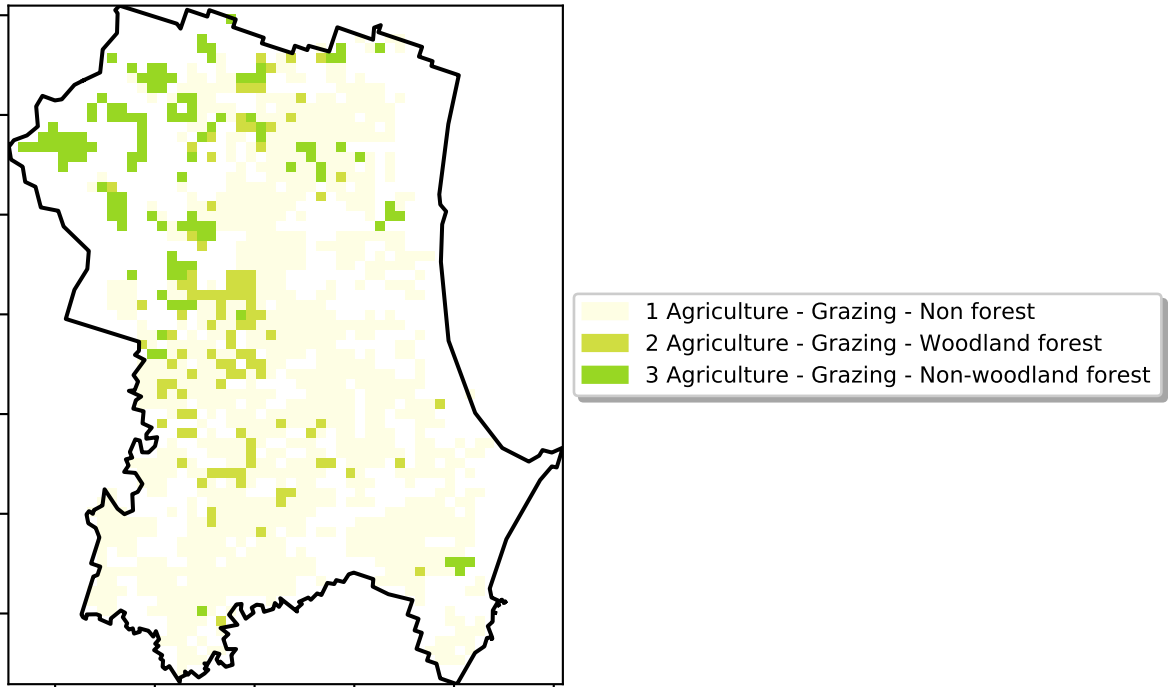 1 Agriculture - Grazing - Non forest
2 Agriculture - Grazing - Woodland forest
3 Agriculture - Grazing - Non-woodland forest